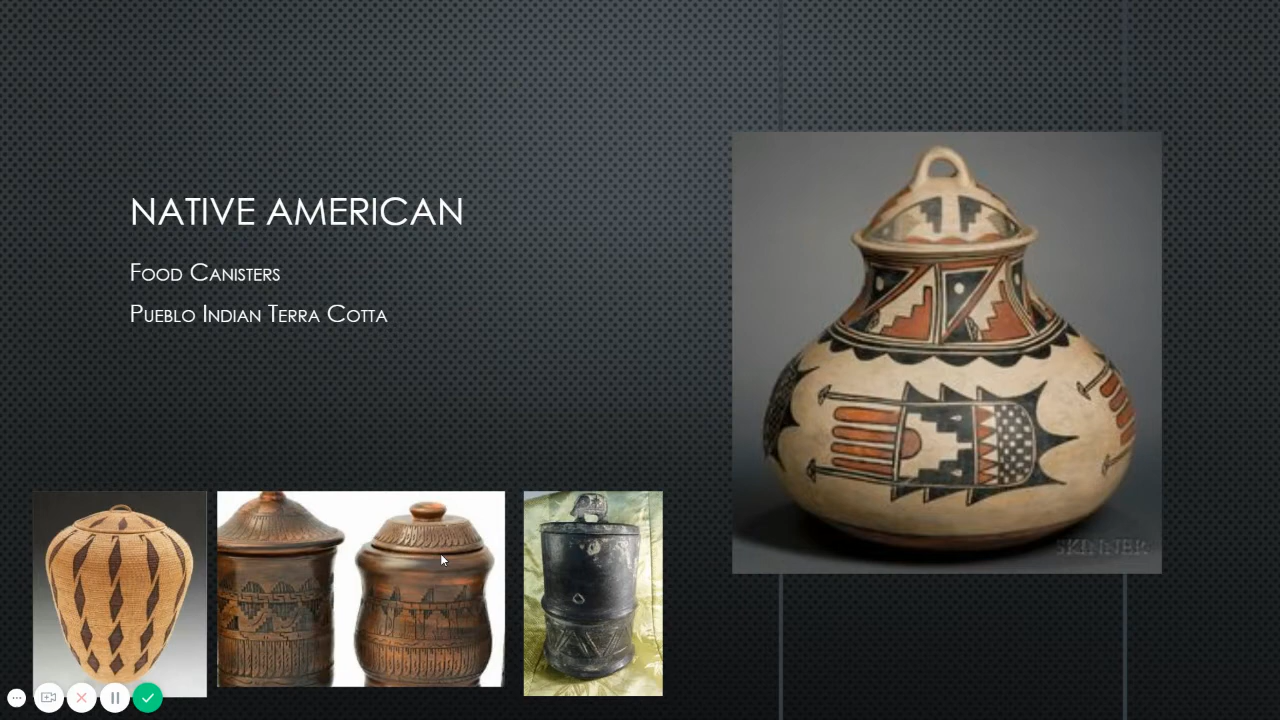 NATIVE AMERICAN
FOOD CANISTERS
PUEBLO INDIAN TERRA COTTA
SKINNER